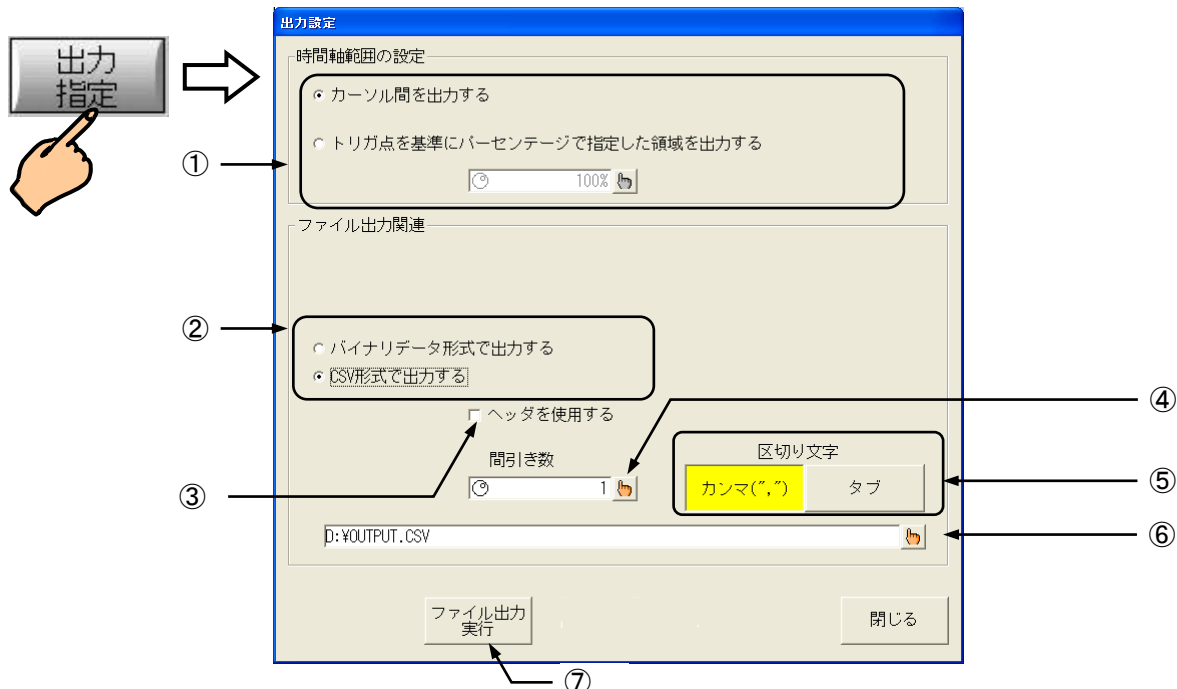 出力設定
出力
指定
時間軸範囲の設定
カーソル間を出力する
トリガ点を基準にパーセンテージで指定した領域を出力する
①
100%
ファイル出力関連
②
バイナリデータ形式で出力する
CSV形式で出力する
④
ヘッダを使用する
区切り文字
間引き数
③
1
カンマ(",")
タブ
⑤
D:¥OUTPUT.CSV
⑥
ファイル出力
実行
閉じる
⑦